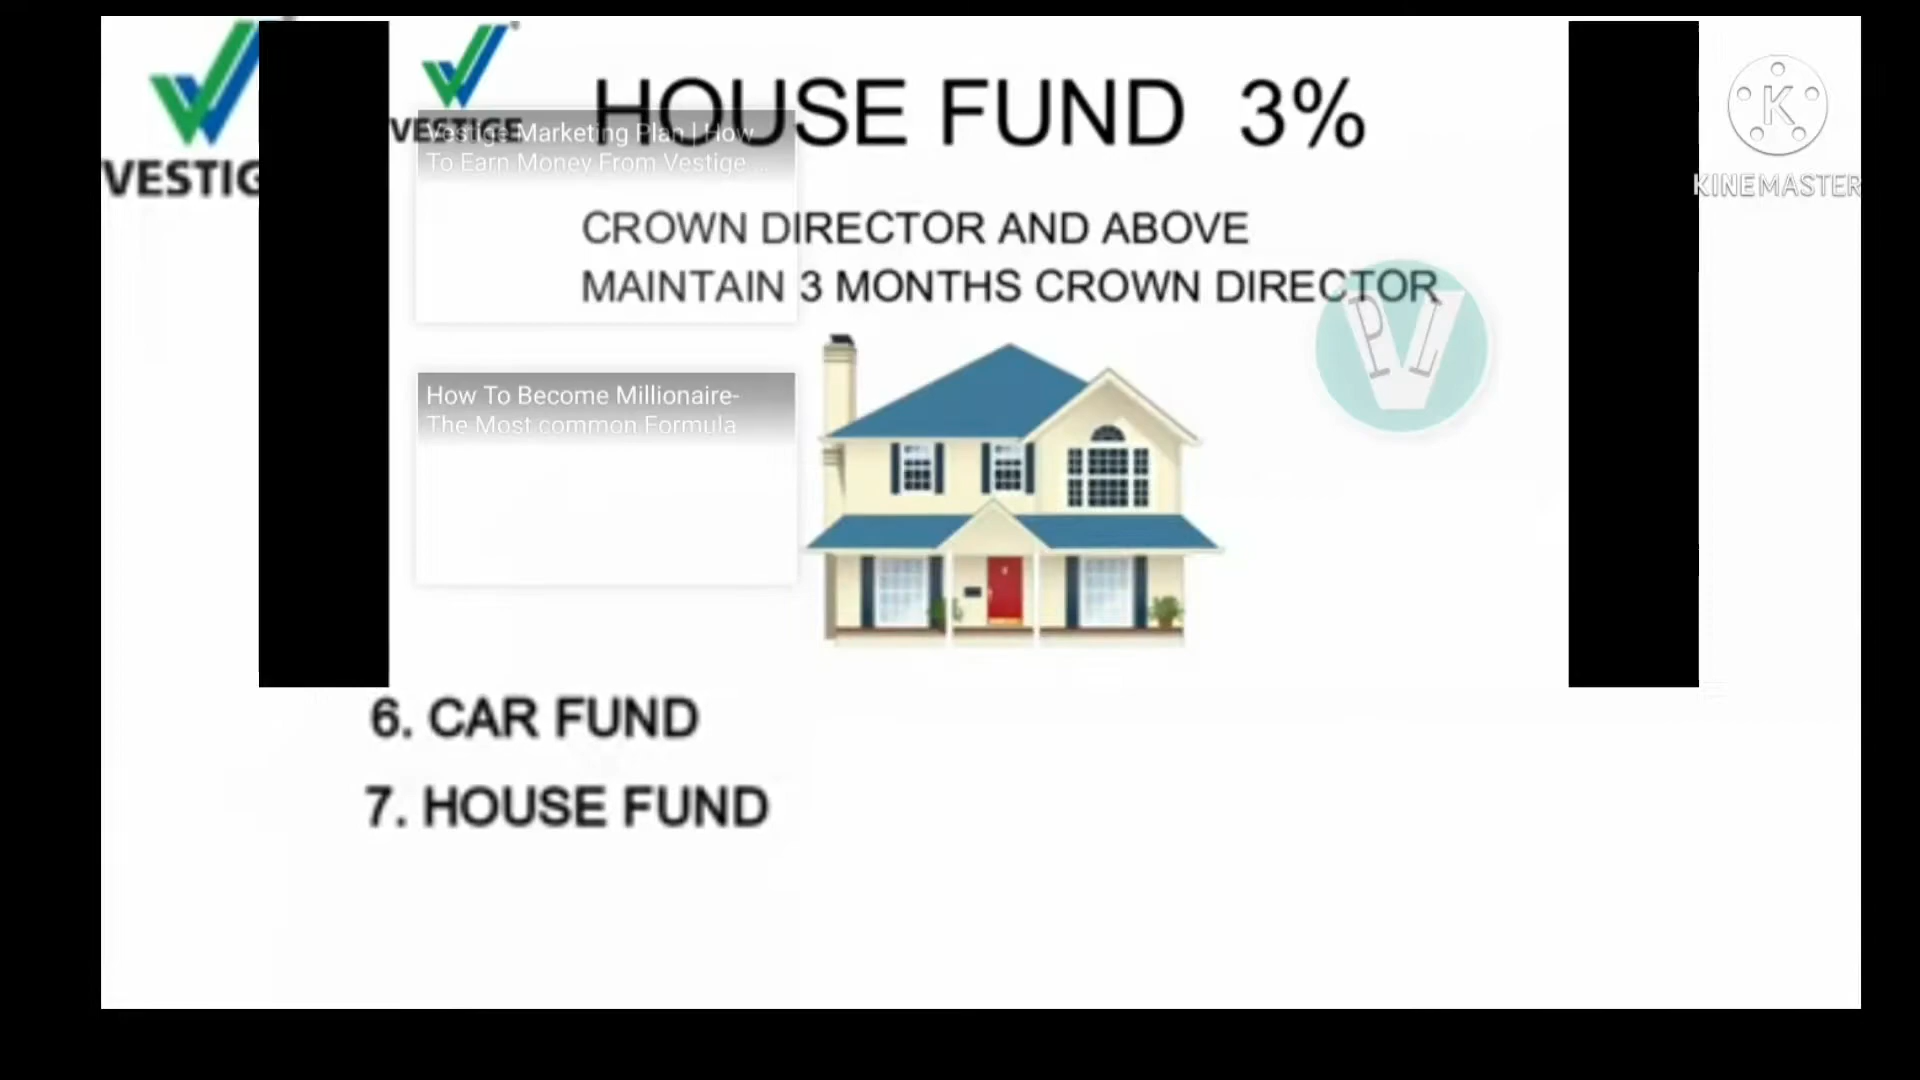 VESTIG
VESTIGE
HOUSE FUND 3%
Vestige Marketing Plan | How
To Earn Money From Vestige ...
CROWN DIRECTOR AND ABOVE
MAINTAIN 3 MONTHS CROWN DIRECTOR
K
KINEMASTER
V
P L
How To Become Millionaire-
The Most common Formula
6. CAR FUND
7. HOUSE FUND